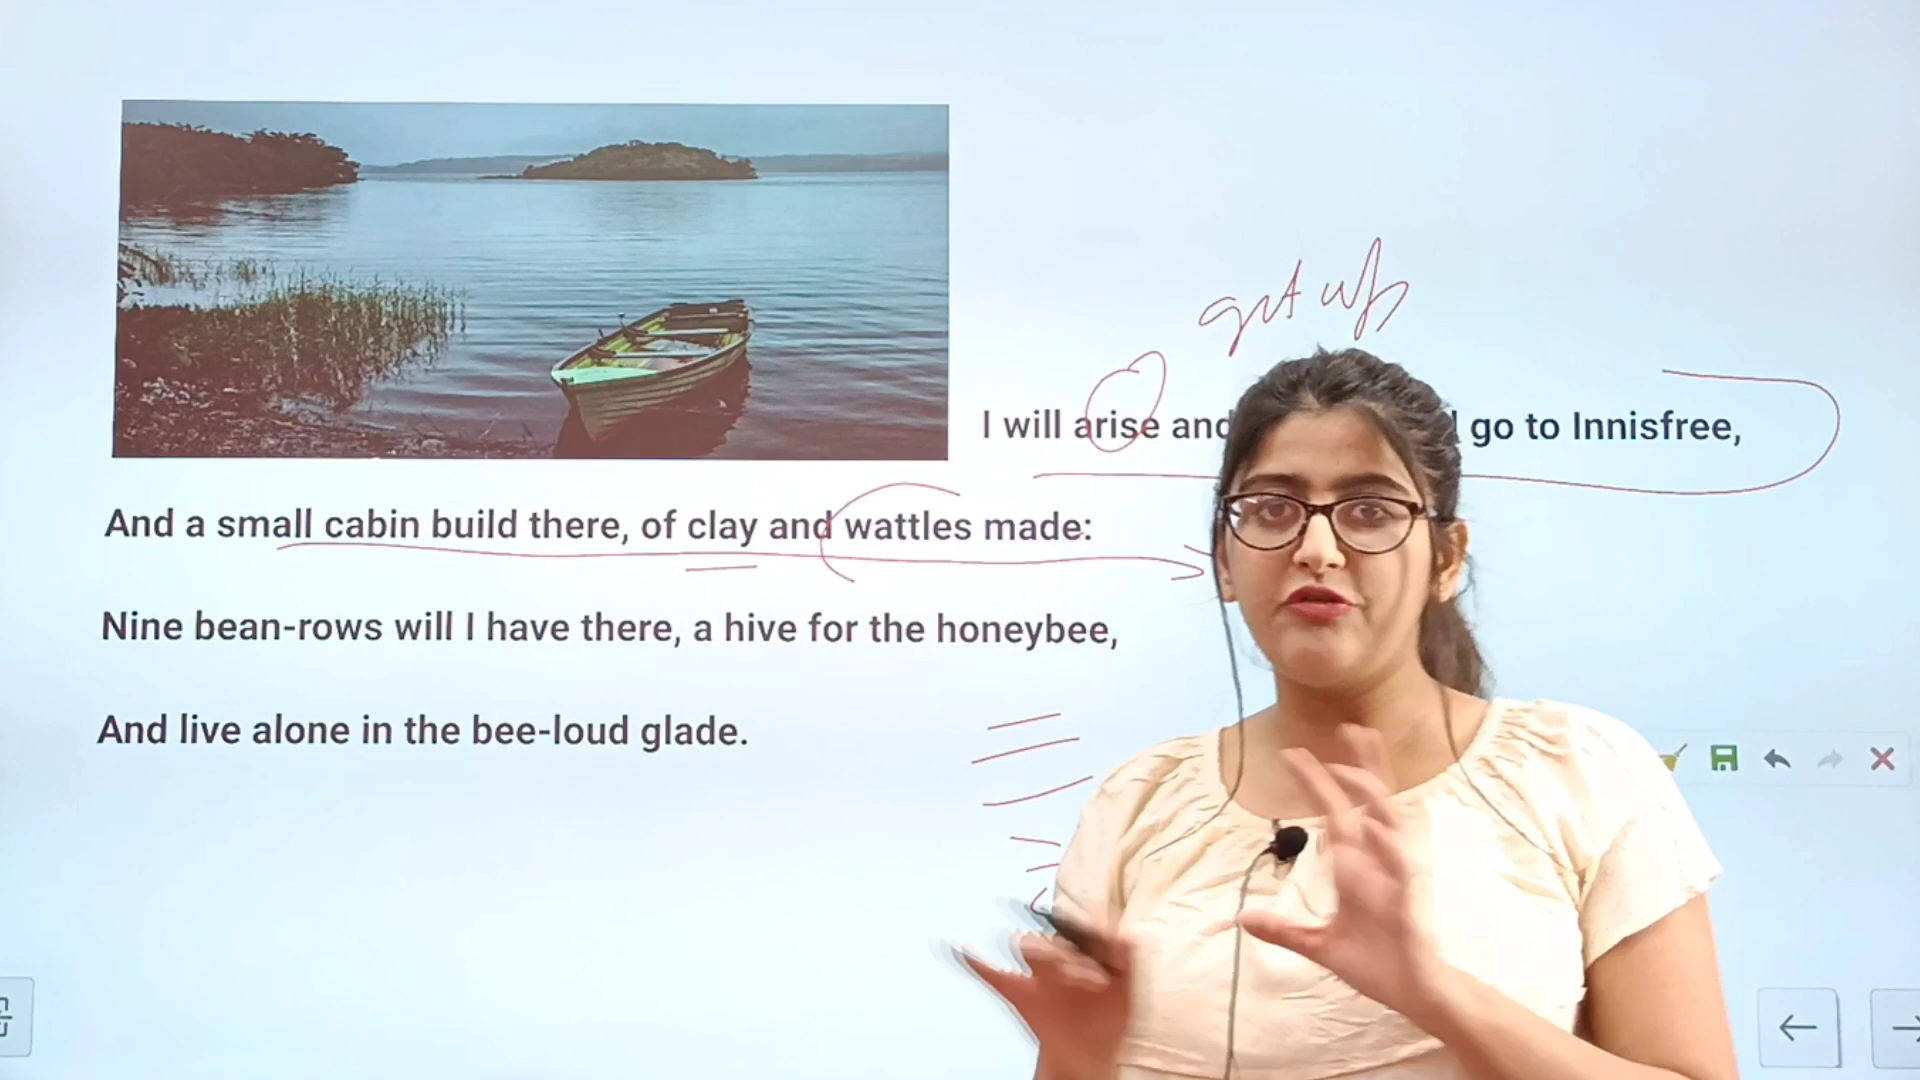 get up
I will arise and go to Innisfree,
And a small cabin build there, of clay and wattles made:
Nine bean-rows will I have there, a hive for the honeybee,
And live alone in the bee-loud glade.